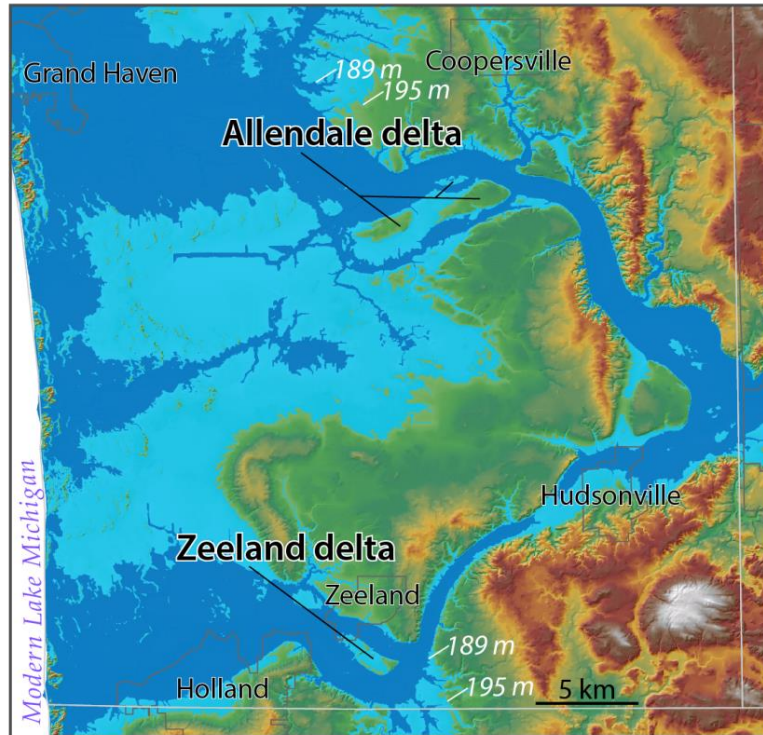 Grand Haven
189 m
Coopersville
195 m
Allendale delta
Hudsonville
Zeeland delta
Zeeland
189 m
Holland
195 m
5 km
Modern Lake Michigan